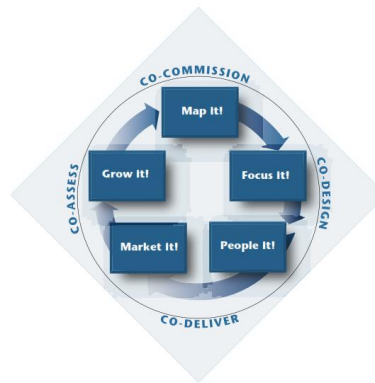 CO-COMMISSION
Map It!
Grow It!
Focus It!
CO-ASSESS
CO-DESIGN
Market It!
People It!
CO-DELIVER